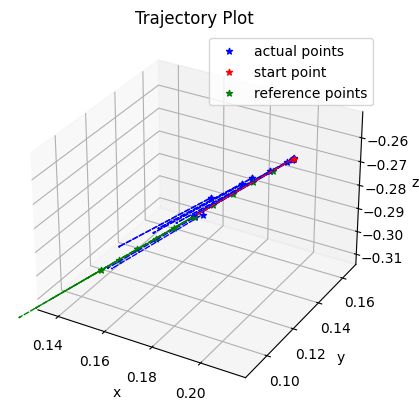 Trajectory Plot
actual points
start point
reference points
−0.26
−0.27
−0.28
−0.29
−0.30
−0.31
z
0.14
0.16
0.18
0.20
x
0.10
0.12
0.14
0.16
y